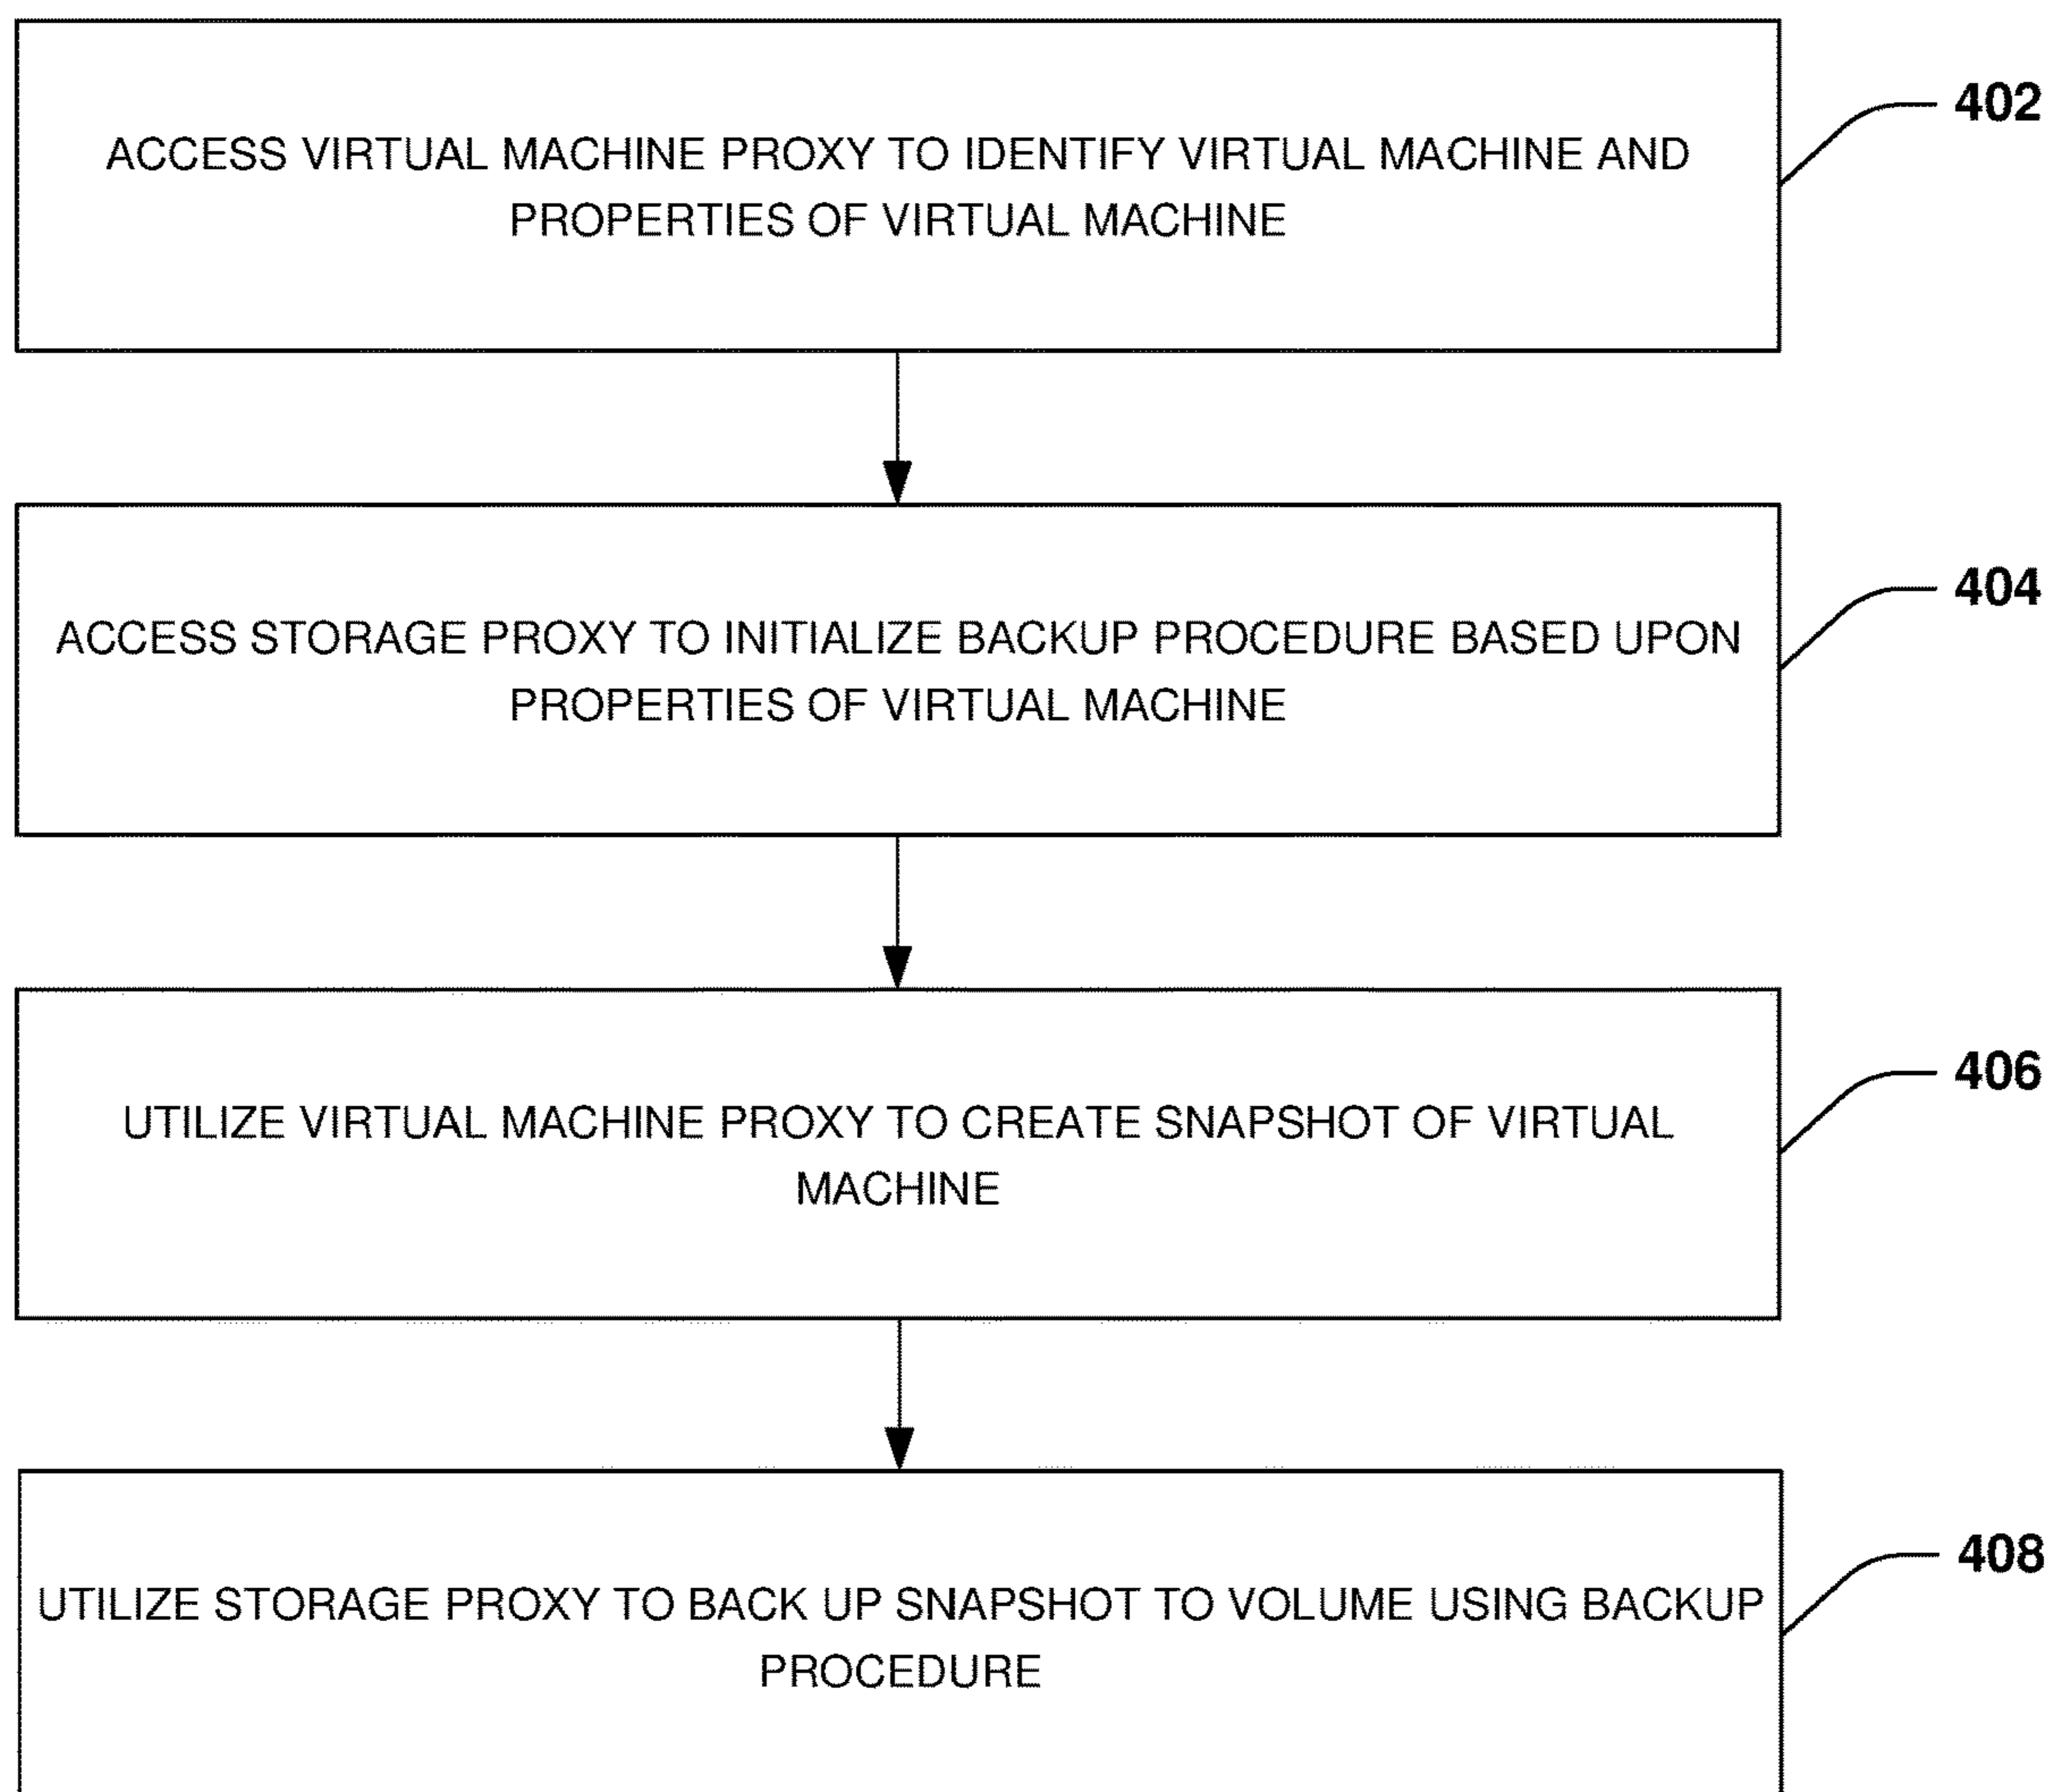 ACCESS VIRTUAL MACHINE PROXY TO IDENTIFY VIRTUAL MACHINE AND
PROPERTIES OF VIRTUAL MACHINE
402
ACCESS STORAGE PROXY TO INITIALIZE BACKUP PROCEDURE BASED UPON
PROPERTIES OF VIRTUAL MACHINE
404
UTILIZE VIRTUAL MACHINE PROXY TO CREATE SNAPSHOT OF VIRTUAL
MACHINE
406
UTILIZE STORAGE PROXY TO BACK UP SNAPSHOT TO VOLUME USING BACKUP
PROCEDURE
408